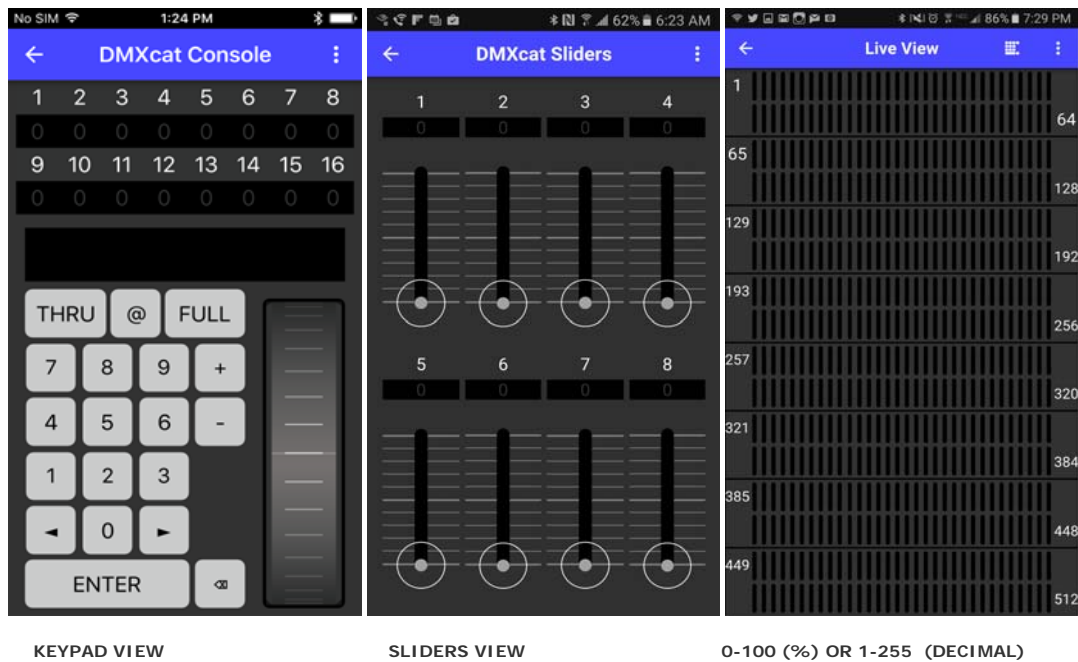 No SIM 1:24 PM
← DMXcat Console
1 2 3 4 5 6 7 8
0 0 0 0 0 0 0 0
9 10 11 12 13 14 15 16
0 0 0 0 0 0 0 0
THRU @ FULL
7 8 9 +
4 5 6 -
1 2 3
◄ 0 ►
ENTER ⌫
KEYPAD VIEW
62% 6:23 AM
← DMXcat Sliders
1 2 3 4
0 0 0 0
5 6 7 8
0 0 0 0
SLIDERS VIEW
86% 7:29 PM
← Live View
1
64
65
128
129
192
193
256
257
320
321
384
385
448
449
512
0-100 (%) OR 1-255 (DECIMAL)